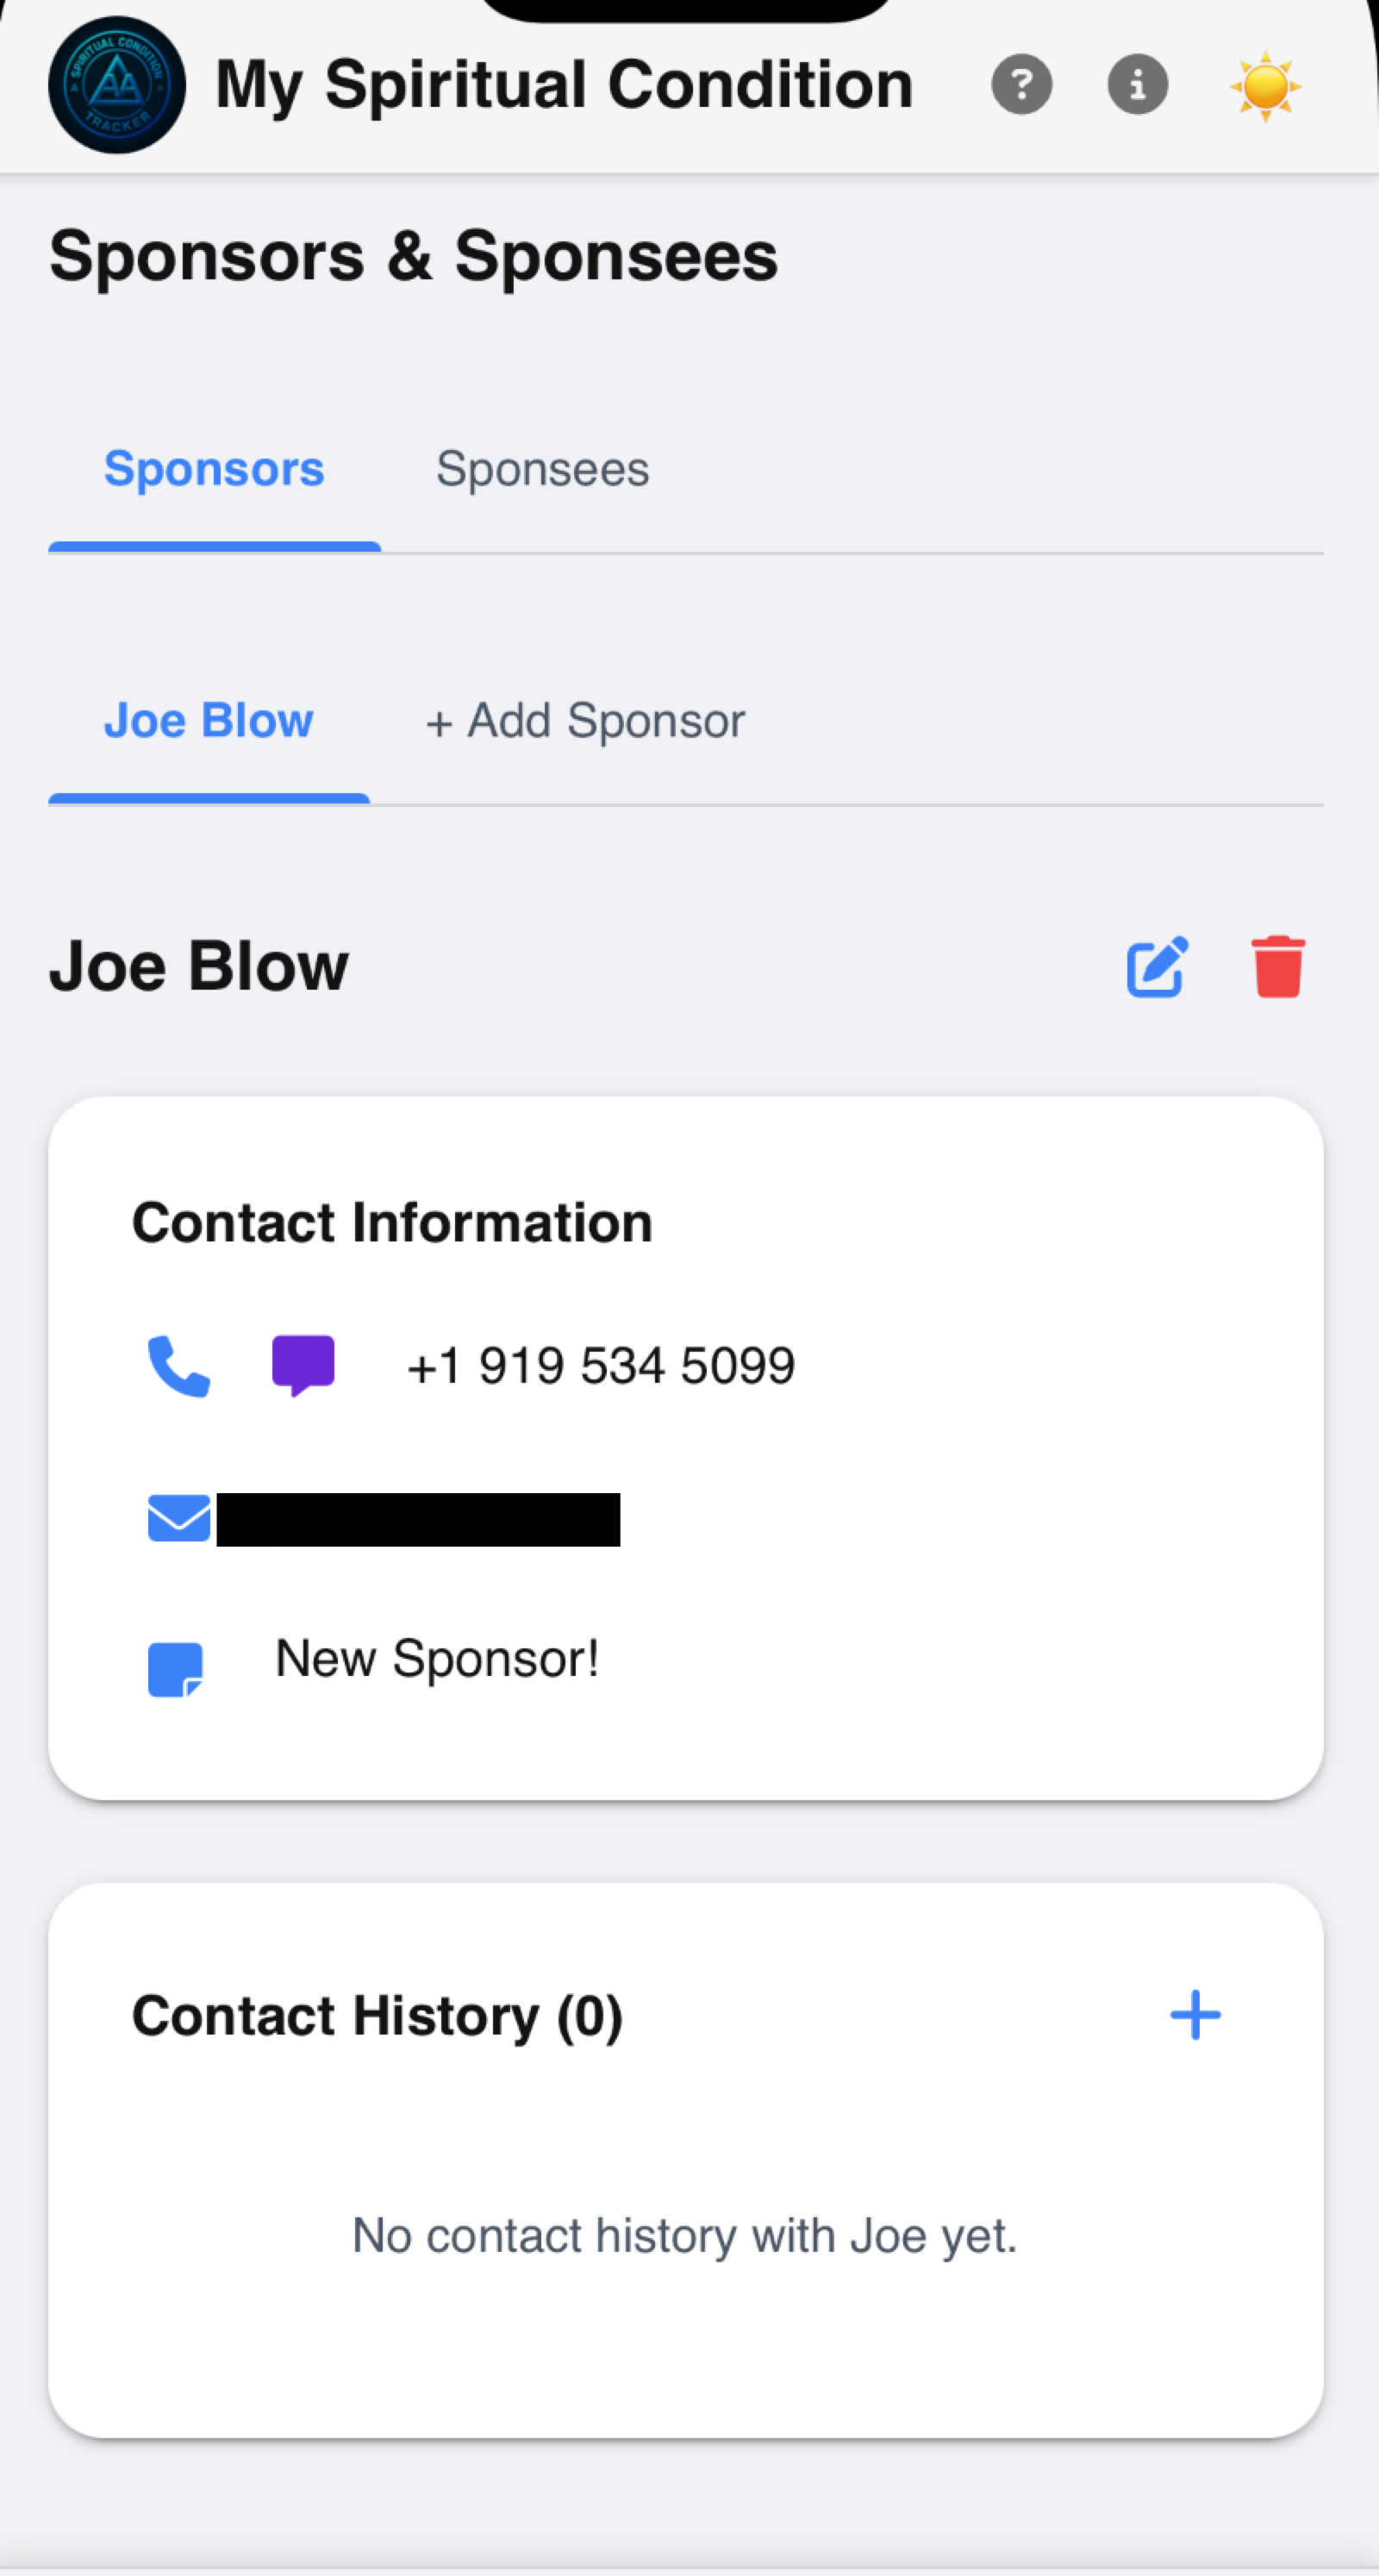 SPIRITUAL CONDITION
AA
TRACKER
My Spiritual Condition
Sponsors & Sponsees
Sponsors Sponsees
Joe Blow + Add Sponsor
Joe Blow
Contact Information
+1 919 534 5099
New Sponsor!
Contact History (0)
No contact history with Joe yet.